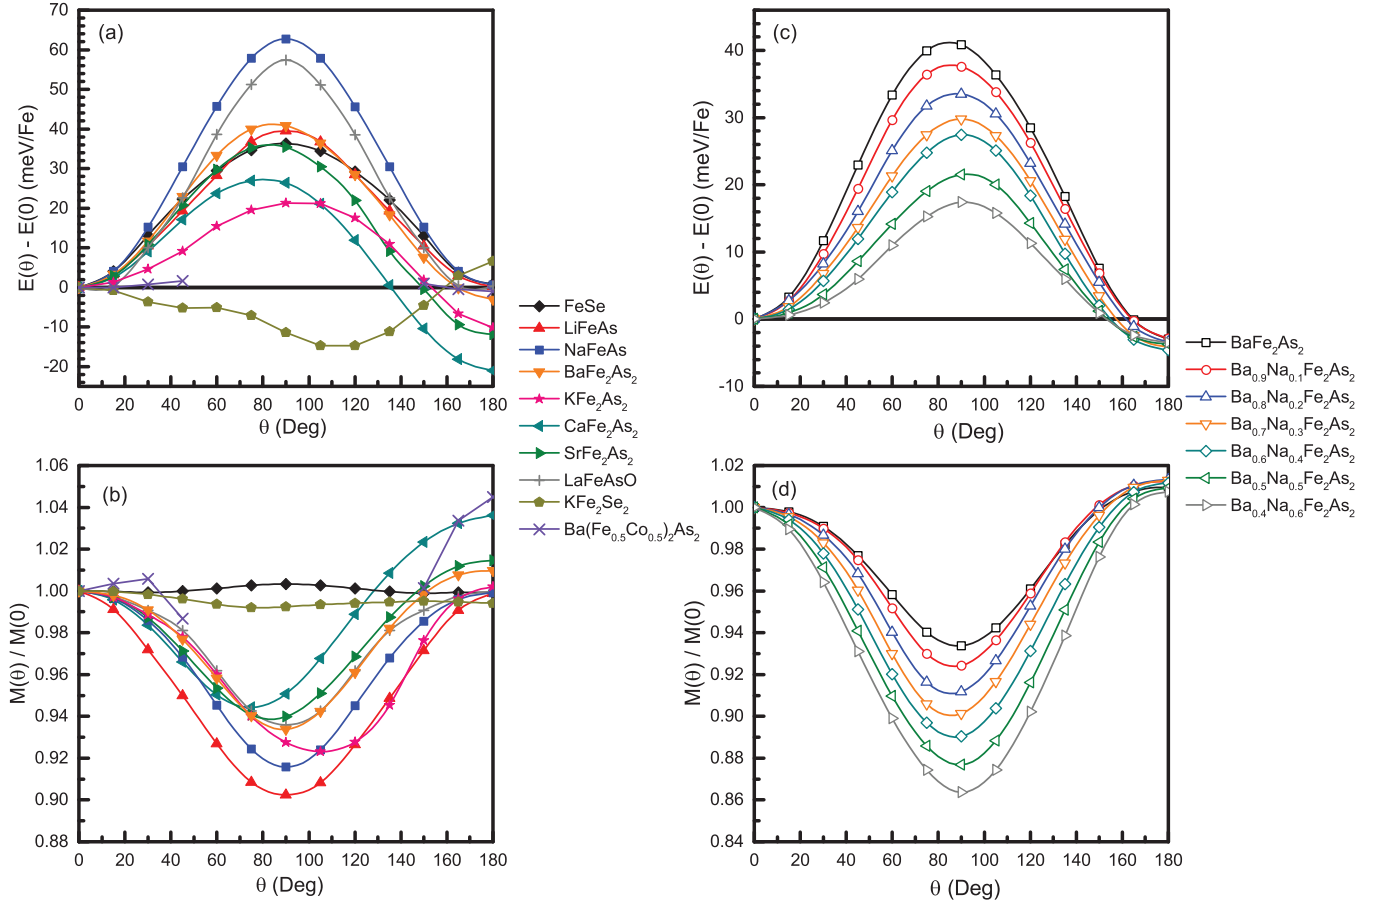 (a)
E(θ) - E(0) (meV/Fe)
70
60
50
40
30
20
10
0
-10
-20
0 20 40 60 80 100 120 140 160 180
θ (Deg)
(b)
M(θ) / M(0)
1.06
1.04
1.02
1.00
0.98
0.96
0.94
0.92
0.90
0.88
0 20 40 60 80 100 120 140 160 180
θ (Deg)
FeSe
LiFeAs
NaFeAs
BaFe₂As₂
KFe₂As₂
CaFe₂As₂
SrFe₂As₂
LaFeAsO
KFe₂Se₂
Ba(Fe₀.₅Co₀.₅)₂As₂
(c)
E(θ) - E(0) (meV/Fe)
40
30
20
10
0
-10
0 20 40 60 80 100 120 140 160 180
θ (Deg)
(d)
M(θ) / M(0)
1.02
1.00
0.98
0.96
0.94
0.92
0.90
0.88
0.86
0.84
0 20 40 60 80 100 120 140 160 180
θ (Deg)
BaFe₂As₂
Ba₀.₉Na₀.₁Fe₂As₂
Ba₀.₈Na₀.₂Fe₂As₂
Ba₀.₇Na₀.₃Fe₂As₂
Ba₀.₆Na₀.₄Fe₂As₂
Ba₀.₅Na₀.₅Fe₂As₂
Ba₀.₄Na₀.₆Fe₂As₂